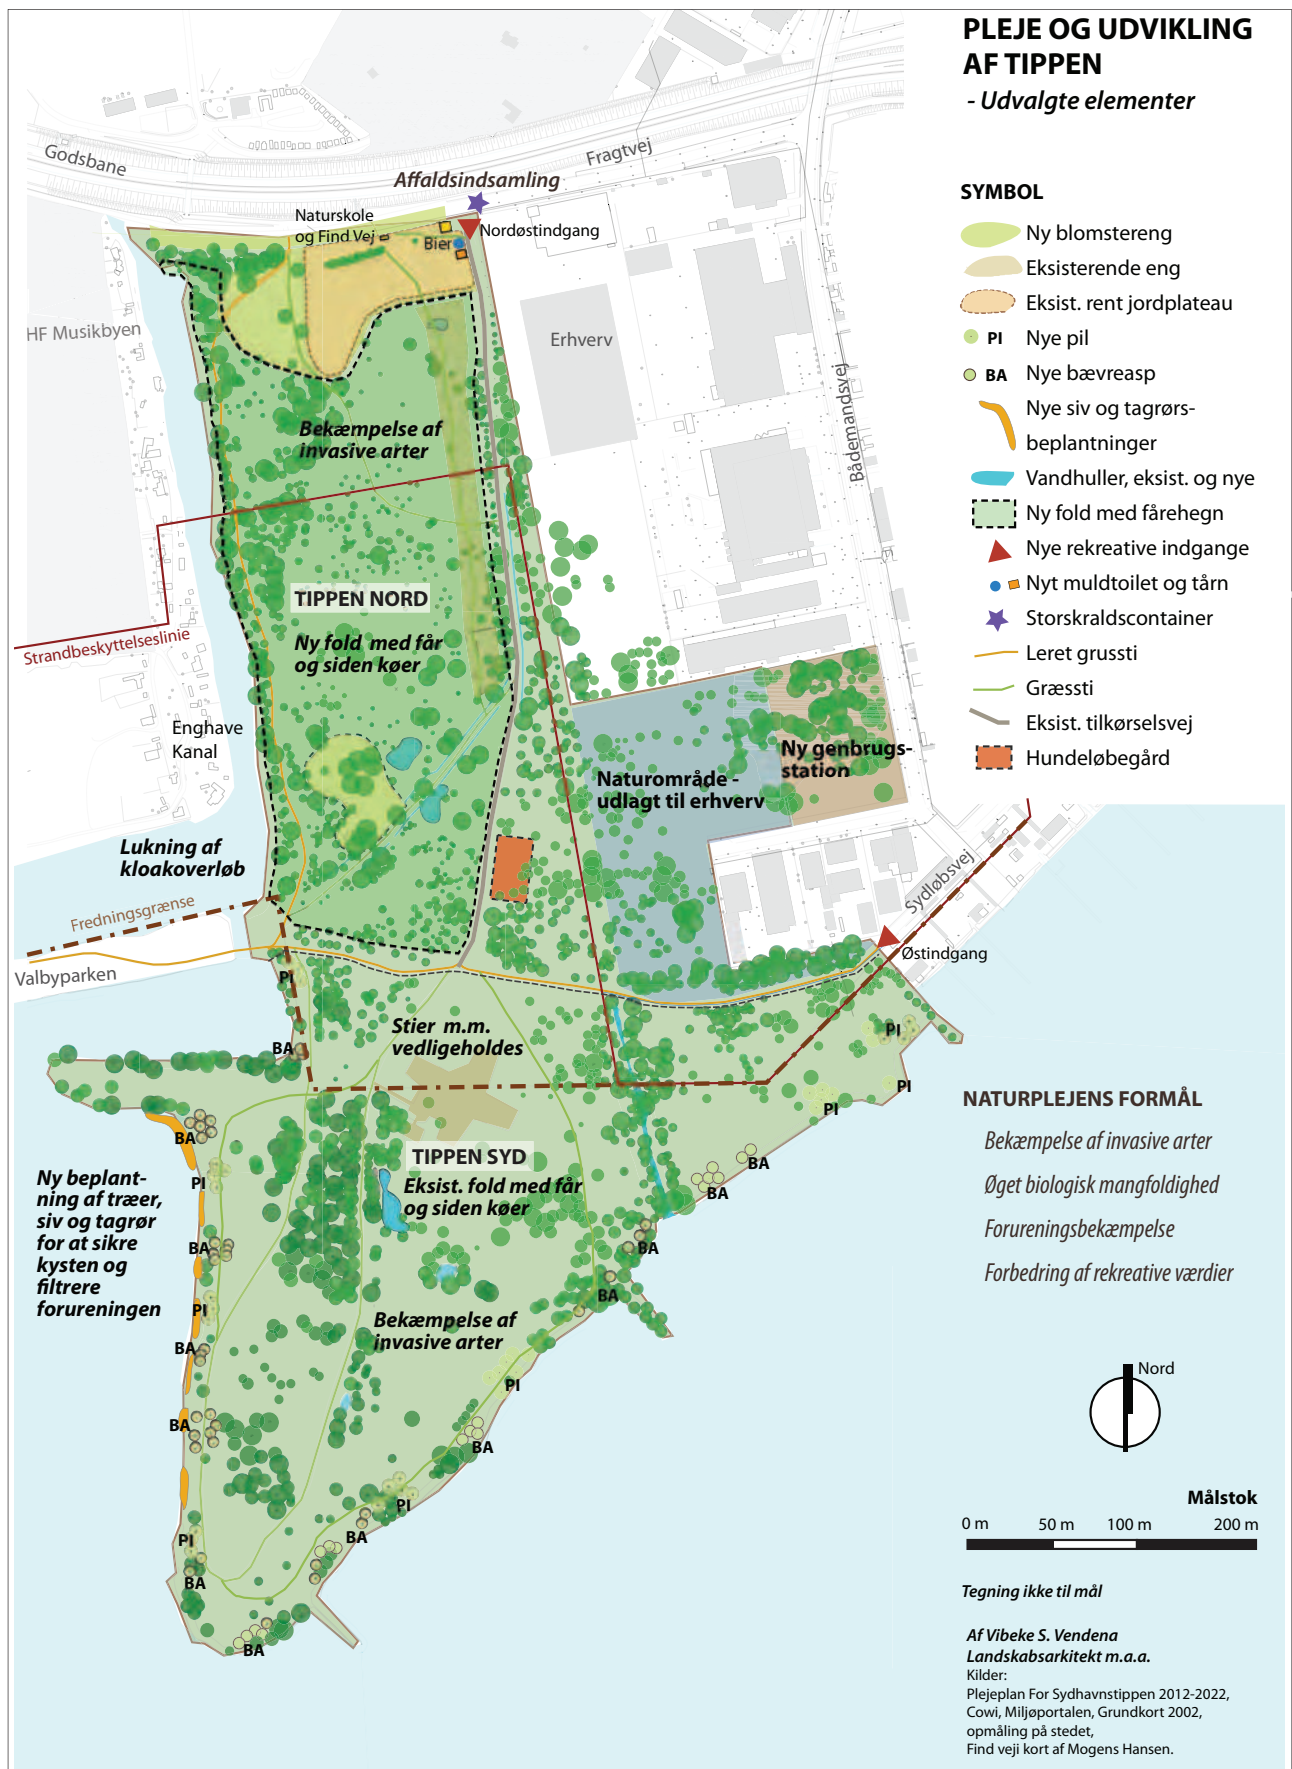 PLEJE OG UDVIKLING
AF TIPPEN
- Udvalgte elementer
SYMBOL
Ny blomstereng
Eksisterende eng
Eksist. rent jordplateau
PI Nye pil
BA Nye bævreasp
Nye siv og tagrørs-
beplantninger
Vandhuller, eksist. og nye
Ny fold med fårehegn
Nye rekreative indgange
Nyt muldtoilet og tårn
Storskraldscontainer
Leret grussti
Græssti
Eksist. tilkørselsvej
Hundeløbegård
Godsbane
Fragtvej
Affaldsindsamling
Naturskole
og Find Vej
Bier
Nordøstindgang
HF Musikbyen
Erhverv
Bådemandsvej
Bekæmpelse af
invasive arter
TIPPEN NORD
Ny fold med får
og siden køer
Strandbeskyttelseslinie
Enghave
Kanal
Ny genbrugs-
station
Naturområde -
udlagt til erhverv
Lukning af
kloakoverløb
Sydløbsvej
Fredningsgrænse
Østindgang
Valbyparken
PI
Stier m.m.
vedligeholdes
PI
BA
PI
PI
BA
TIPPEN SYD
Eksist. fold med får
og siden køer
BA
PI
BA
Ny beplant-
ning af træer,
siv og tagrør
for at sikre
kysten og
filtrere
forureningen
BA
BA
BA
PI
Bekæmpelse af
invasive arter
BA
PI
BA
BA
PI
BA
PI
BA
BA
NATURPLEJENS FORMÅL
Bekæmpelse af invasive arter
Øget biologisk mangfoldighed
Forureningsbekæmpelse
Forbedring af rekreative værdier
Nord
Målstok
0 m 50 m 100 m 200 m
Tegning ikke til mål
Af Vibeke S. Vendena
Landskabsarkitekt m.a.a.
Kilder:
Plejeplan For Sydhavnstippen 2012-2022,
Cowi, Miljøportalen, Grundkort 2002,
opmåling på stedet,
Find veji kort af Mogens Hansen.